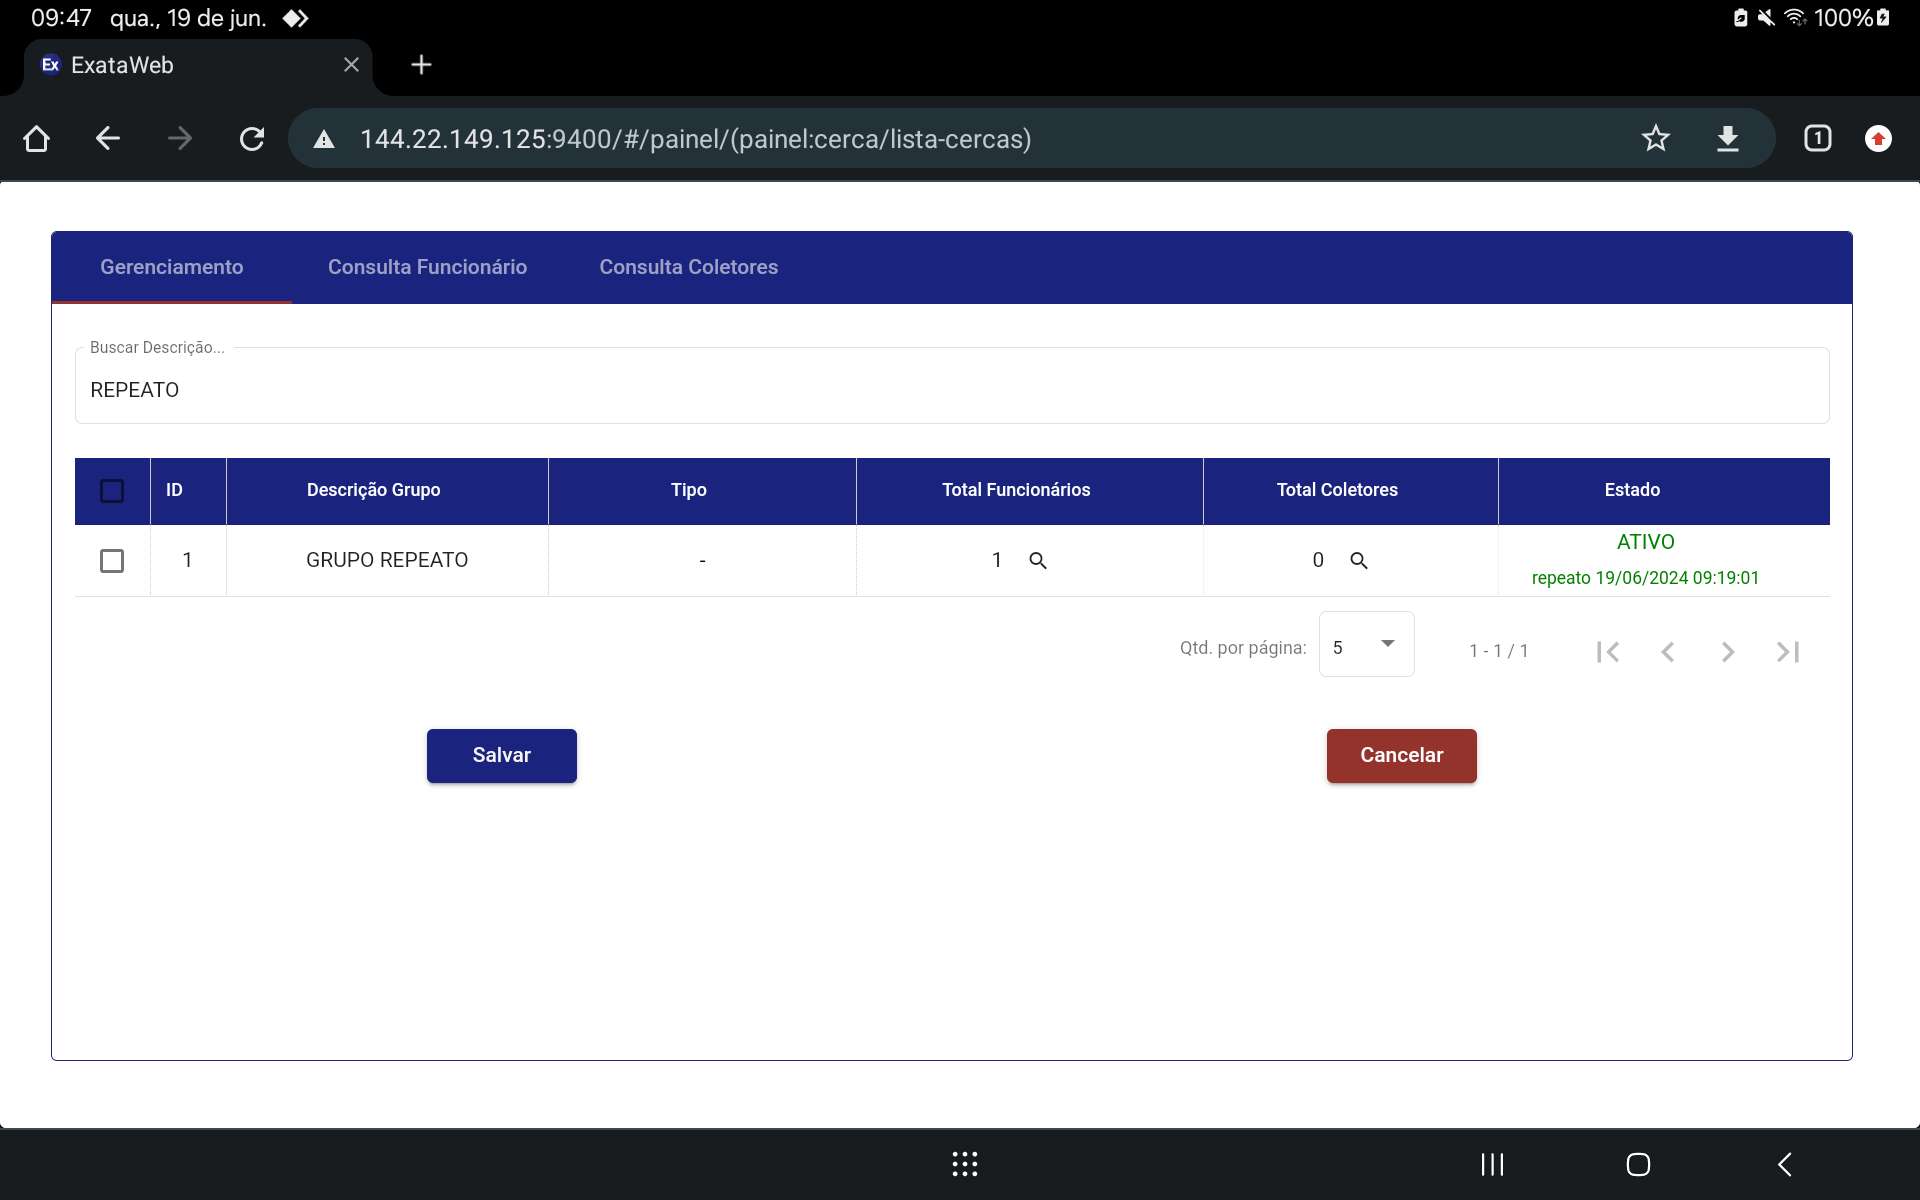 09:47 qua., 19 de jun. 100%
Ex ExataWeb
144.22.149.125:9400/#/painel/(painel:cerca/lista-cercas) 1
Gerenciamento Consulta Funcionário Consulta Coletores
Buscar Descrição...
REPEATO
ID Descrição Grupo Tipo Total Funcionários Total Coletores Estado
1 GRUPO REPEATO - 1 0 ATIVO
repeato 19/06/2024 09:19:01
Qtd. por página: 5 1 - 1 / 1
Salvar Cancelar